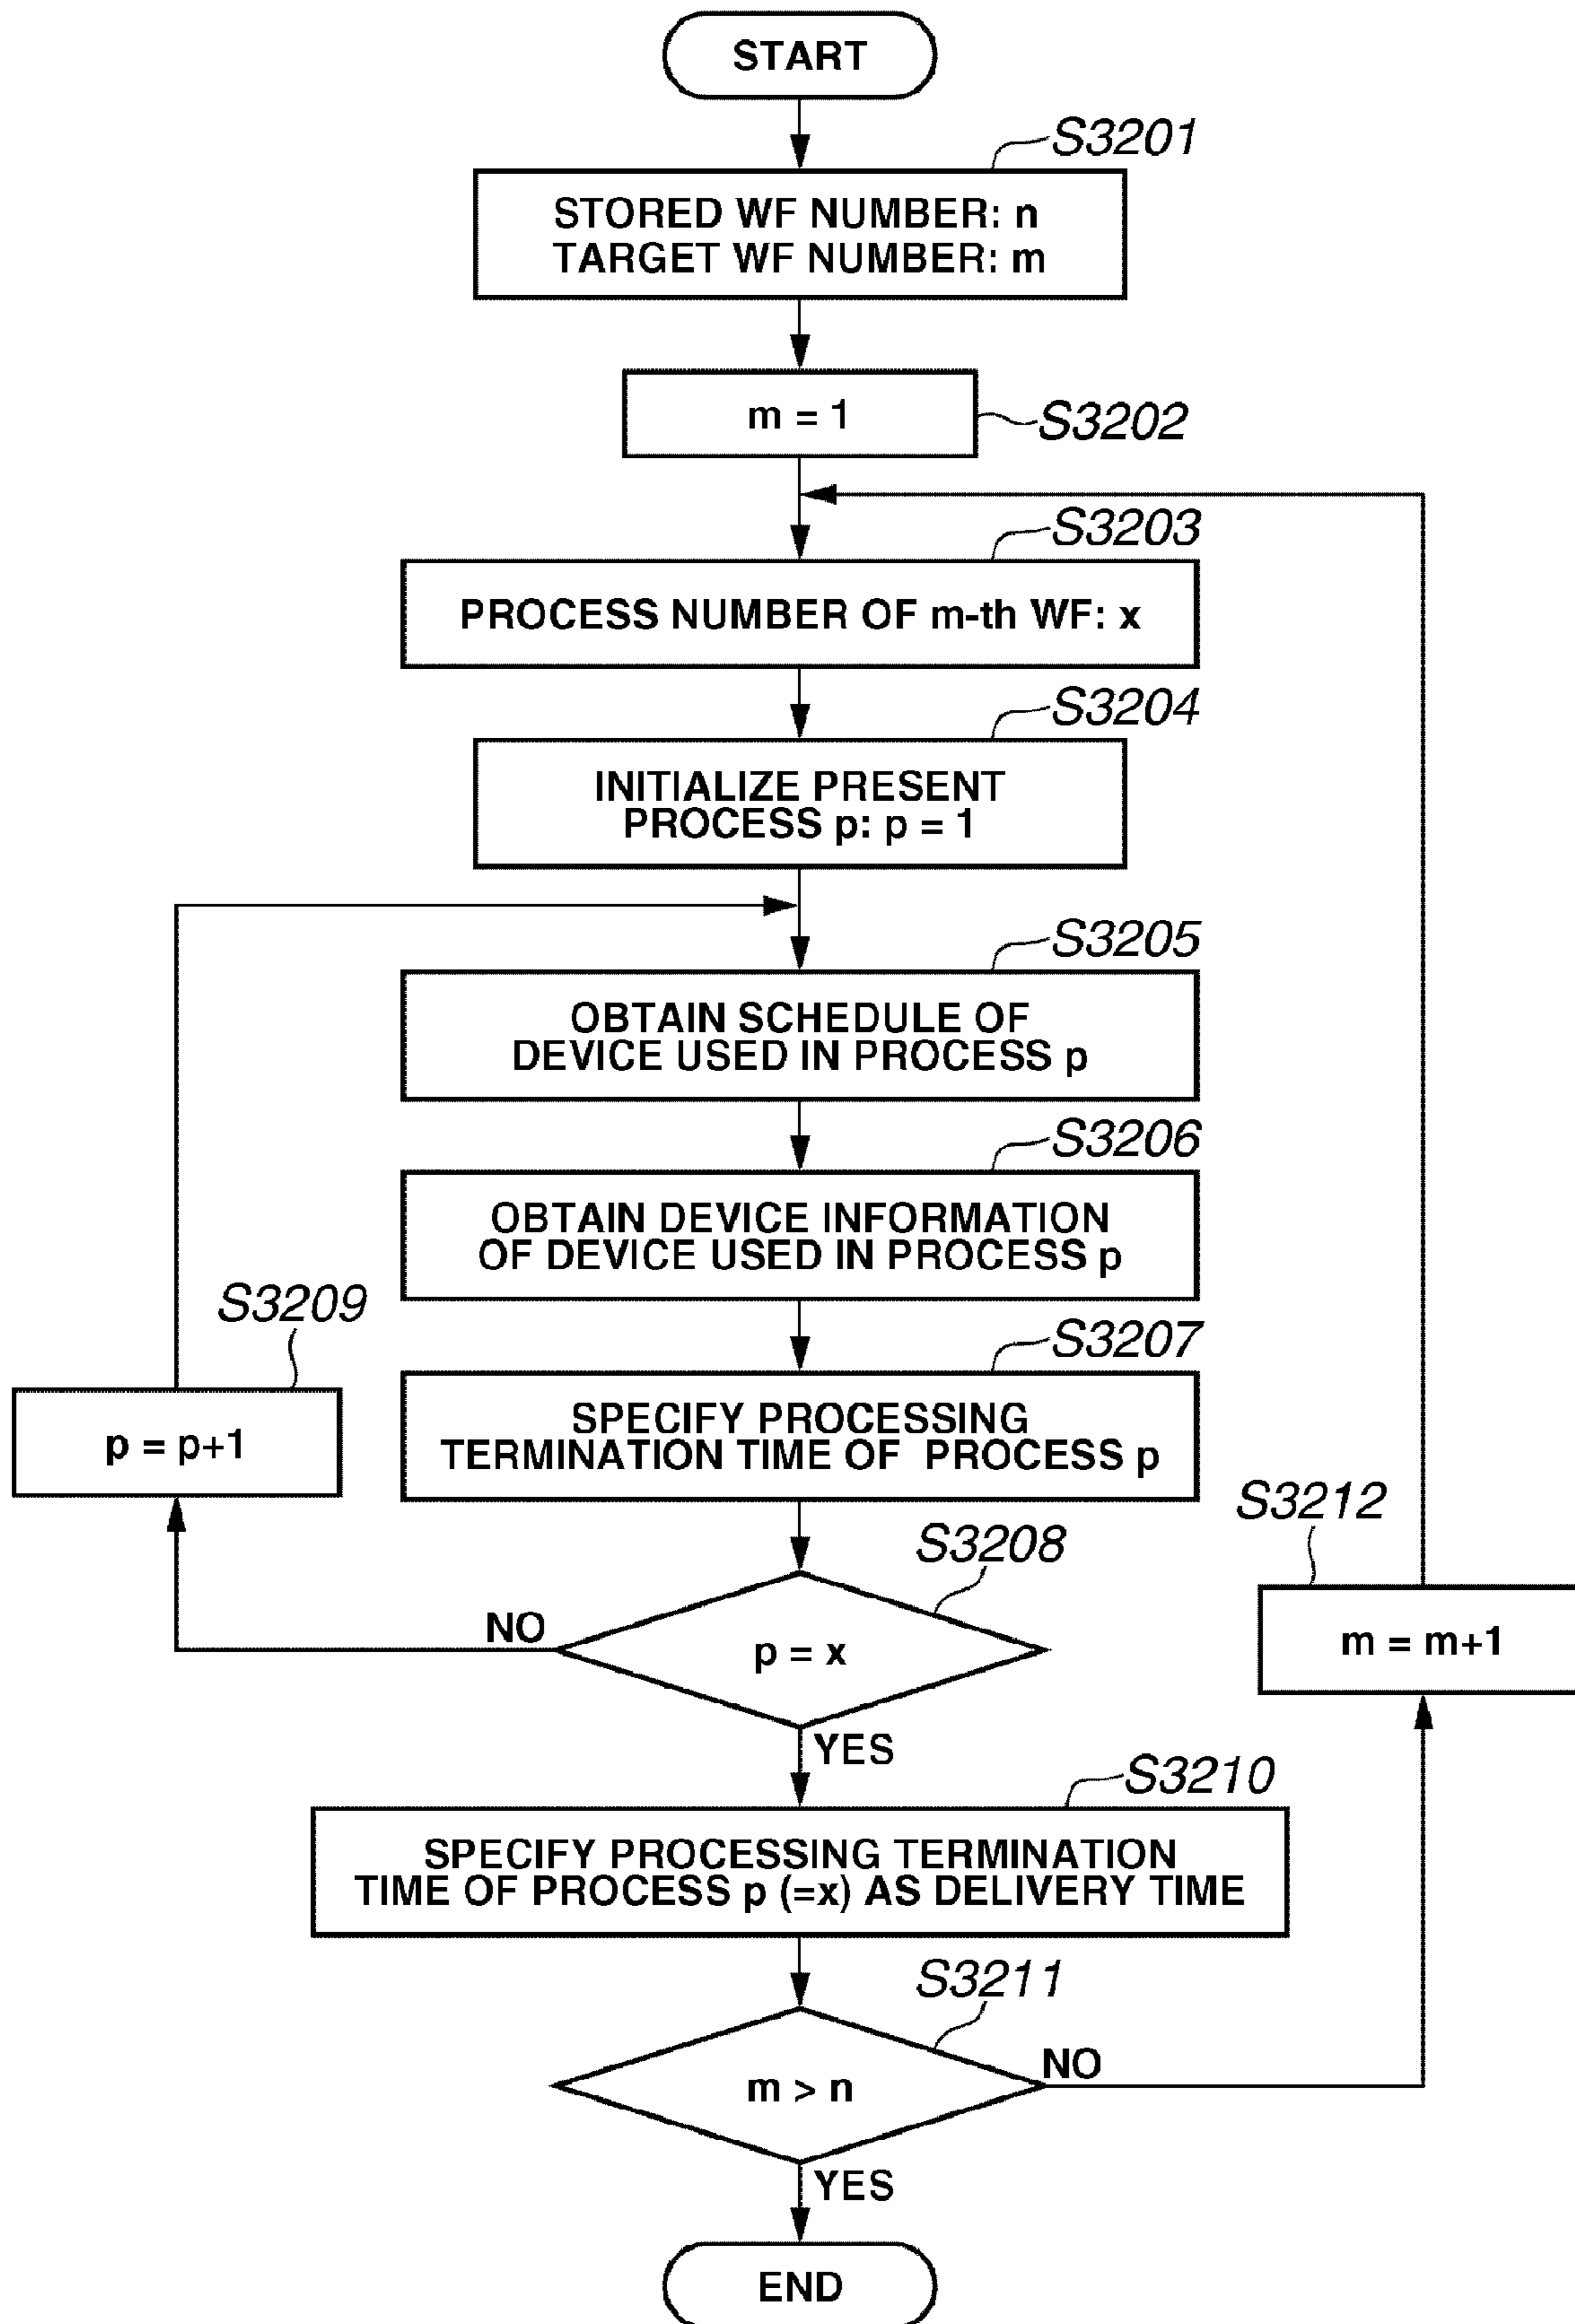 START
S3201
STORED WF NUMBER: n
TARGET WF NUMBER: m
m = 1
S3202
S3203
PROCESS NUMBER OF m-th WF: x
S3204
INITIALIZE PRESENT
PROCESS p: p = 1
S3205
OBTAIN SCHEDULE OF
DEVICE USED IN PROCESS p
S3206
OBTAIN DEVICE INFORMATION
OF DEVICE USED IN PROCESS p
S3209
p = p+1
S3207
SPECIFY PROCESSING
TERMINATION TIME OF PROCESS p
S3212
m = m+1
S3208
NO
p = x
YES
S3210
SPECIFY PROCESSING TERMINATION
TIME OF PROCESS p (=x) AS DELIVERY TIME
S3211
m > n
NO
YES
END